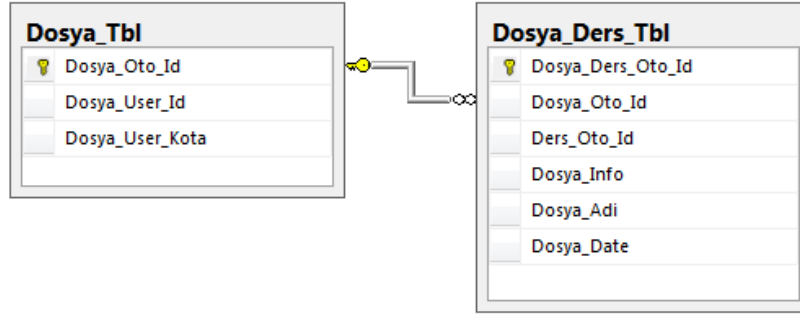 Dosya_Tbl
Dosya_Oto_Id
Dosya_User_Id
Dosya_User_Kota
Dosya_Ders_Tbl
Dosya_Ders_Oto_Id
Dosya_Oto_Id
Ders_Oto_Id
Dosya_Info
Dosya_Adi
Dosya_Date